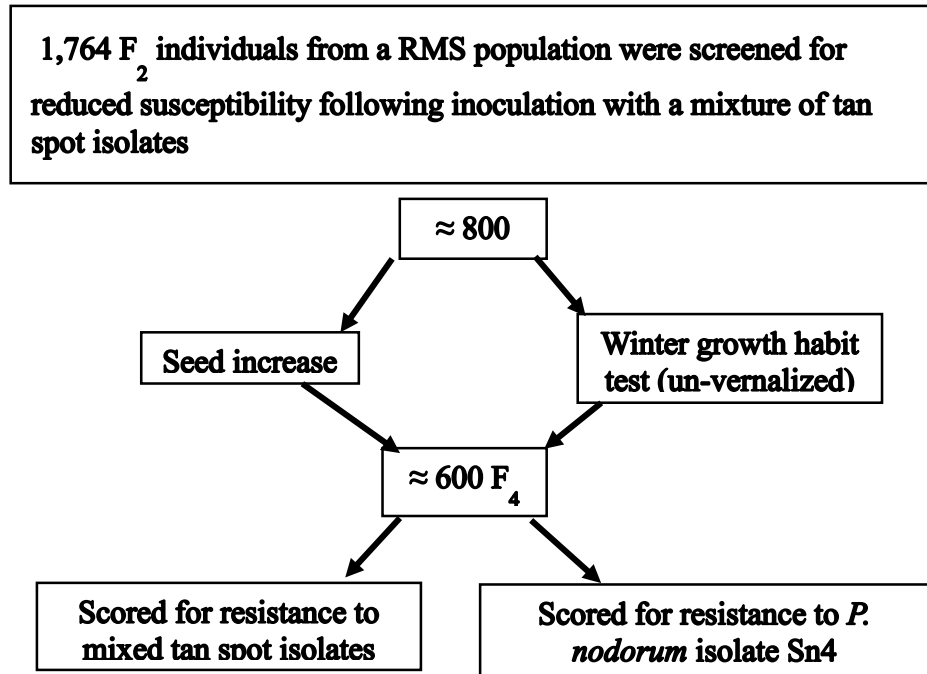 1,764 F₂ individuals from a RMS population were screened for
reduced susceptibility following inoculation with a mixture of tan
spot isolates
≈ 800
Seed increase
Winter growth habit
test (un-vernalized)
≈ 600 F₄
Scored for resistance to
mixed tan spot isolates
Scored for resistance to P.
nodorum isolate Sn4